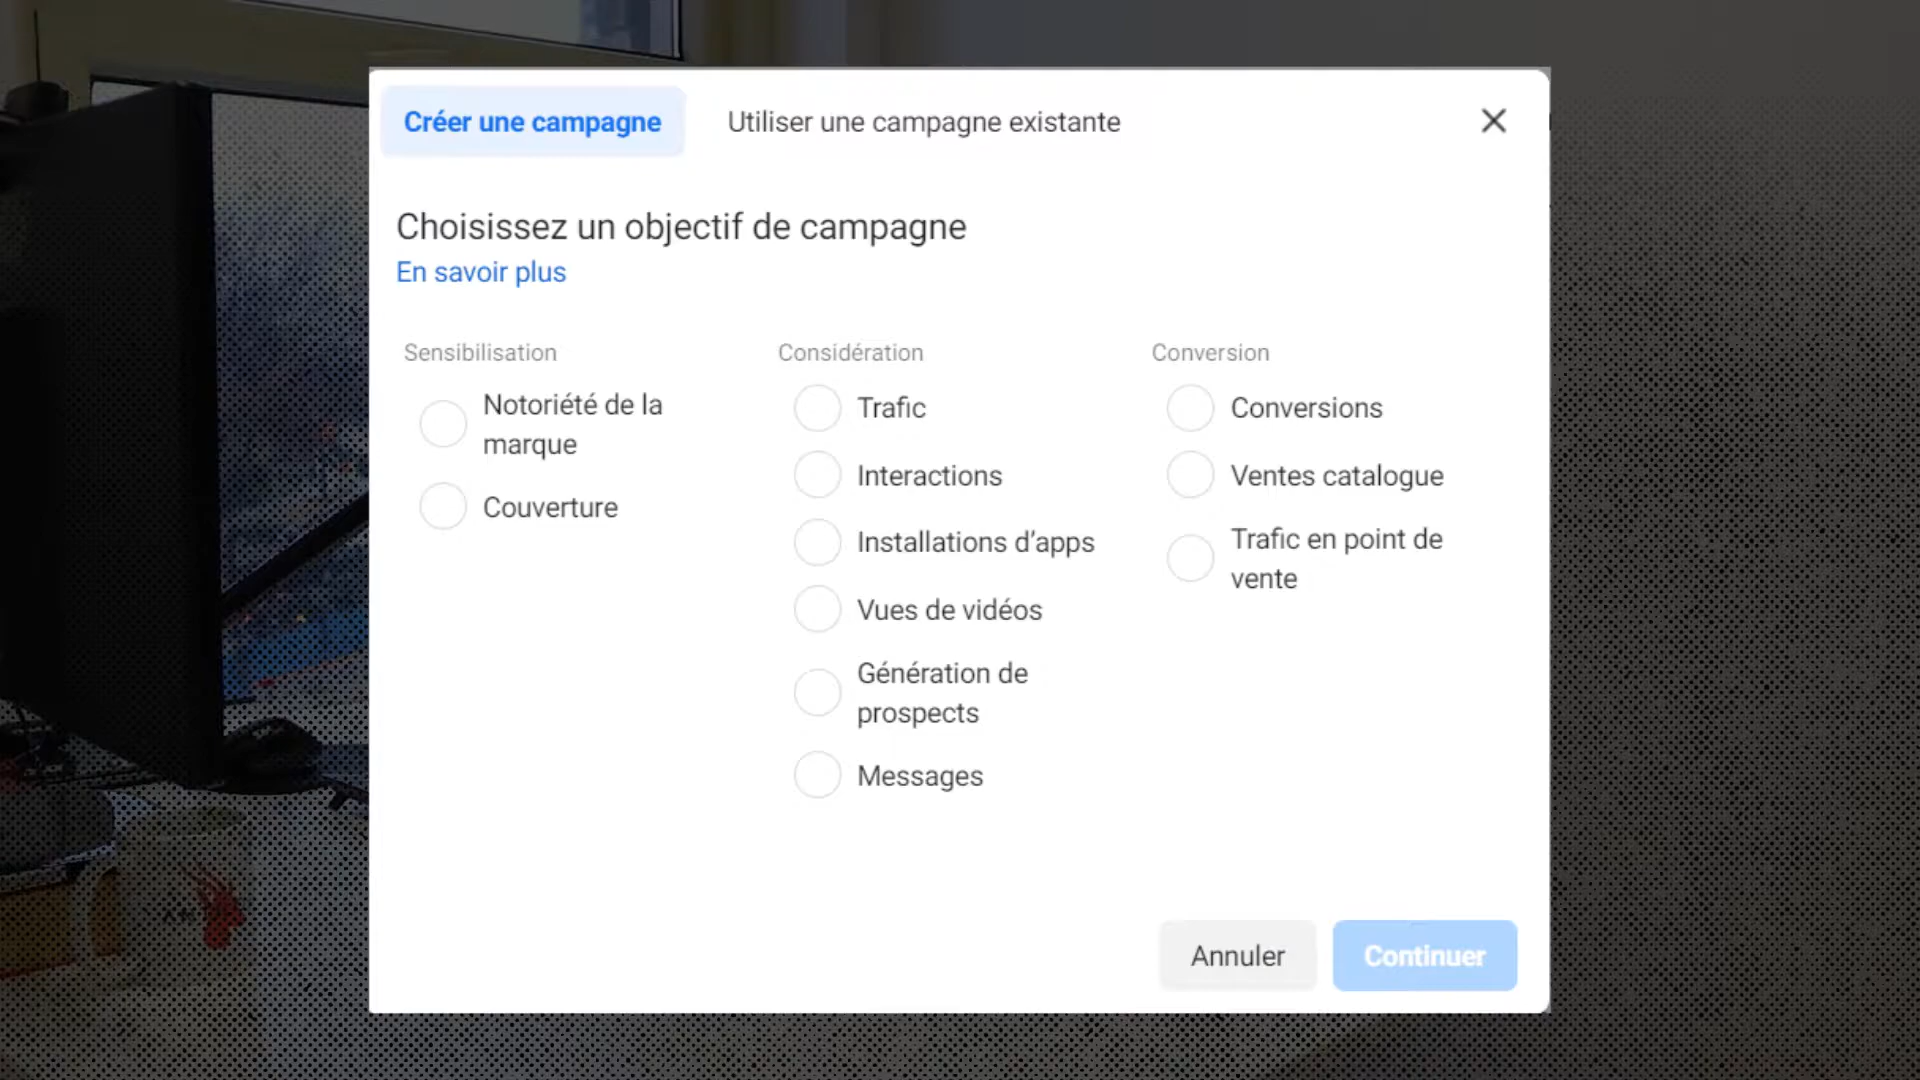 Créer une campagne
Utiliser une campagne existante
Choisissez un objectif de campagne
En savoir plus
Sensibilisation
Notoriété de la
marque
Couverture
Considération
Trafic
Interactions
Installations d’apps
Vues de vidéos
Génération de
prospects
Messages
Conversion
Conversions
Ventes catalogue
Trafic en point de
vente
Annuler
Continuer